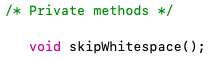 /* Private methods */
void skipWhitespace();